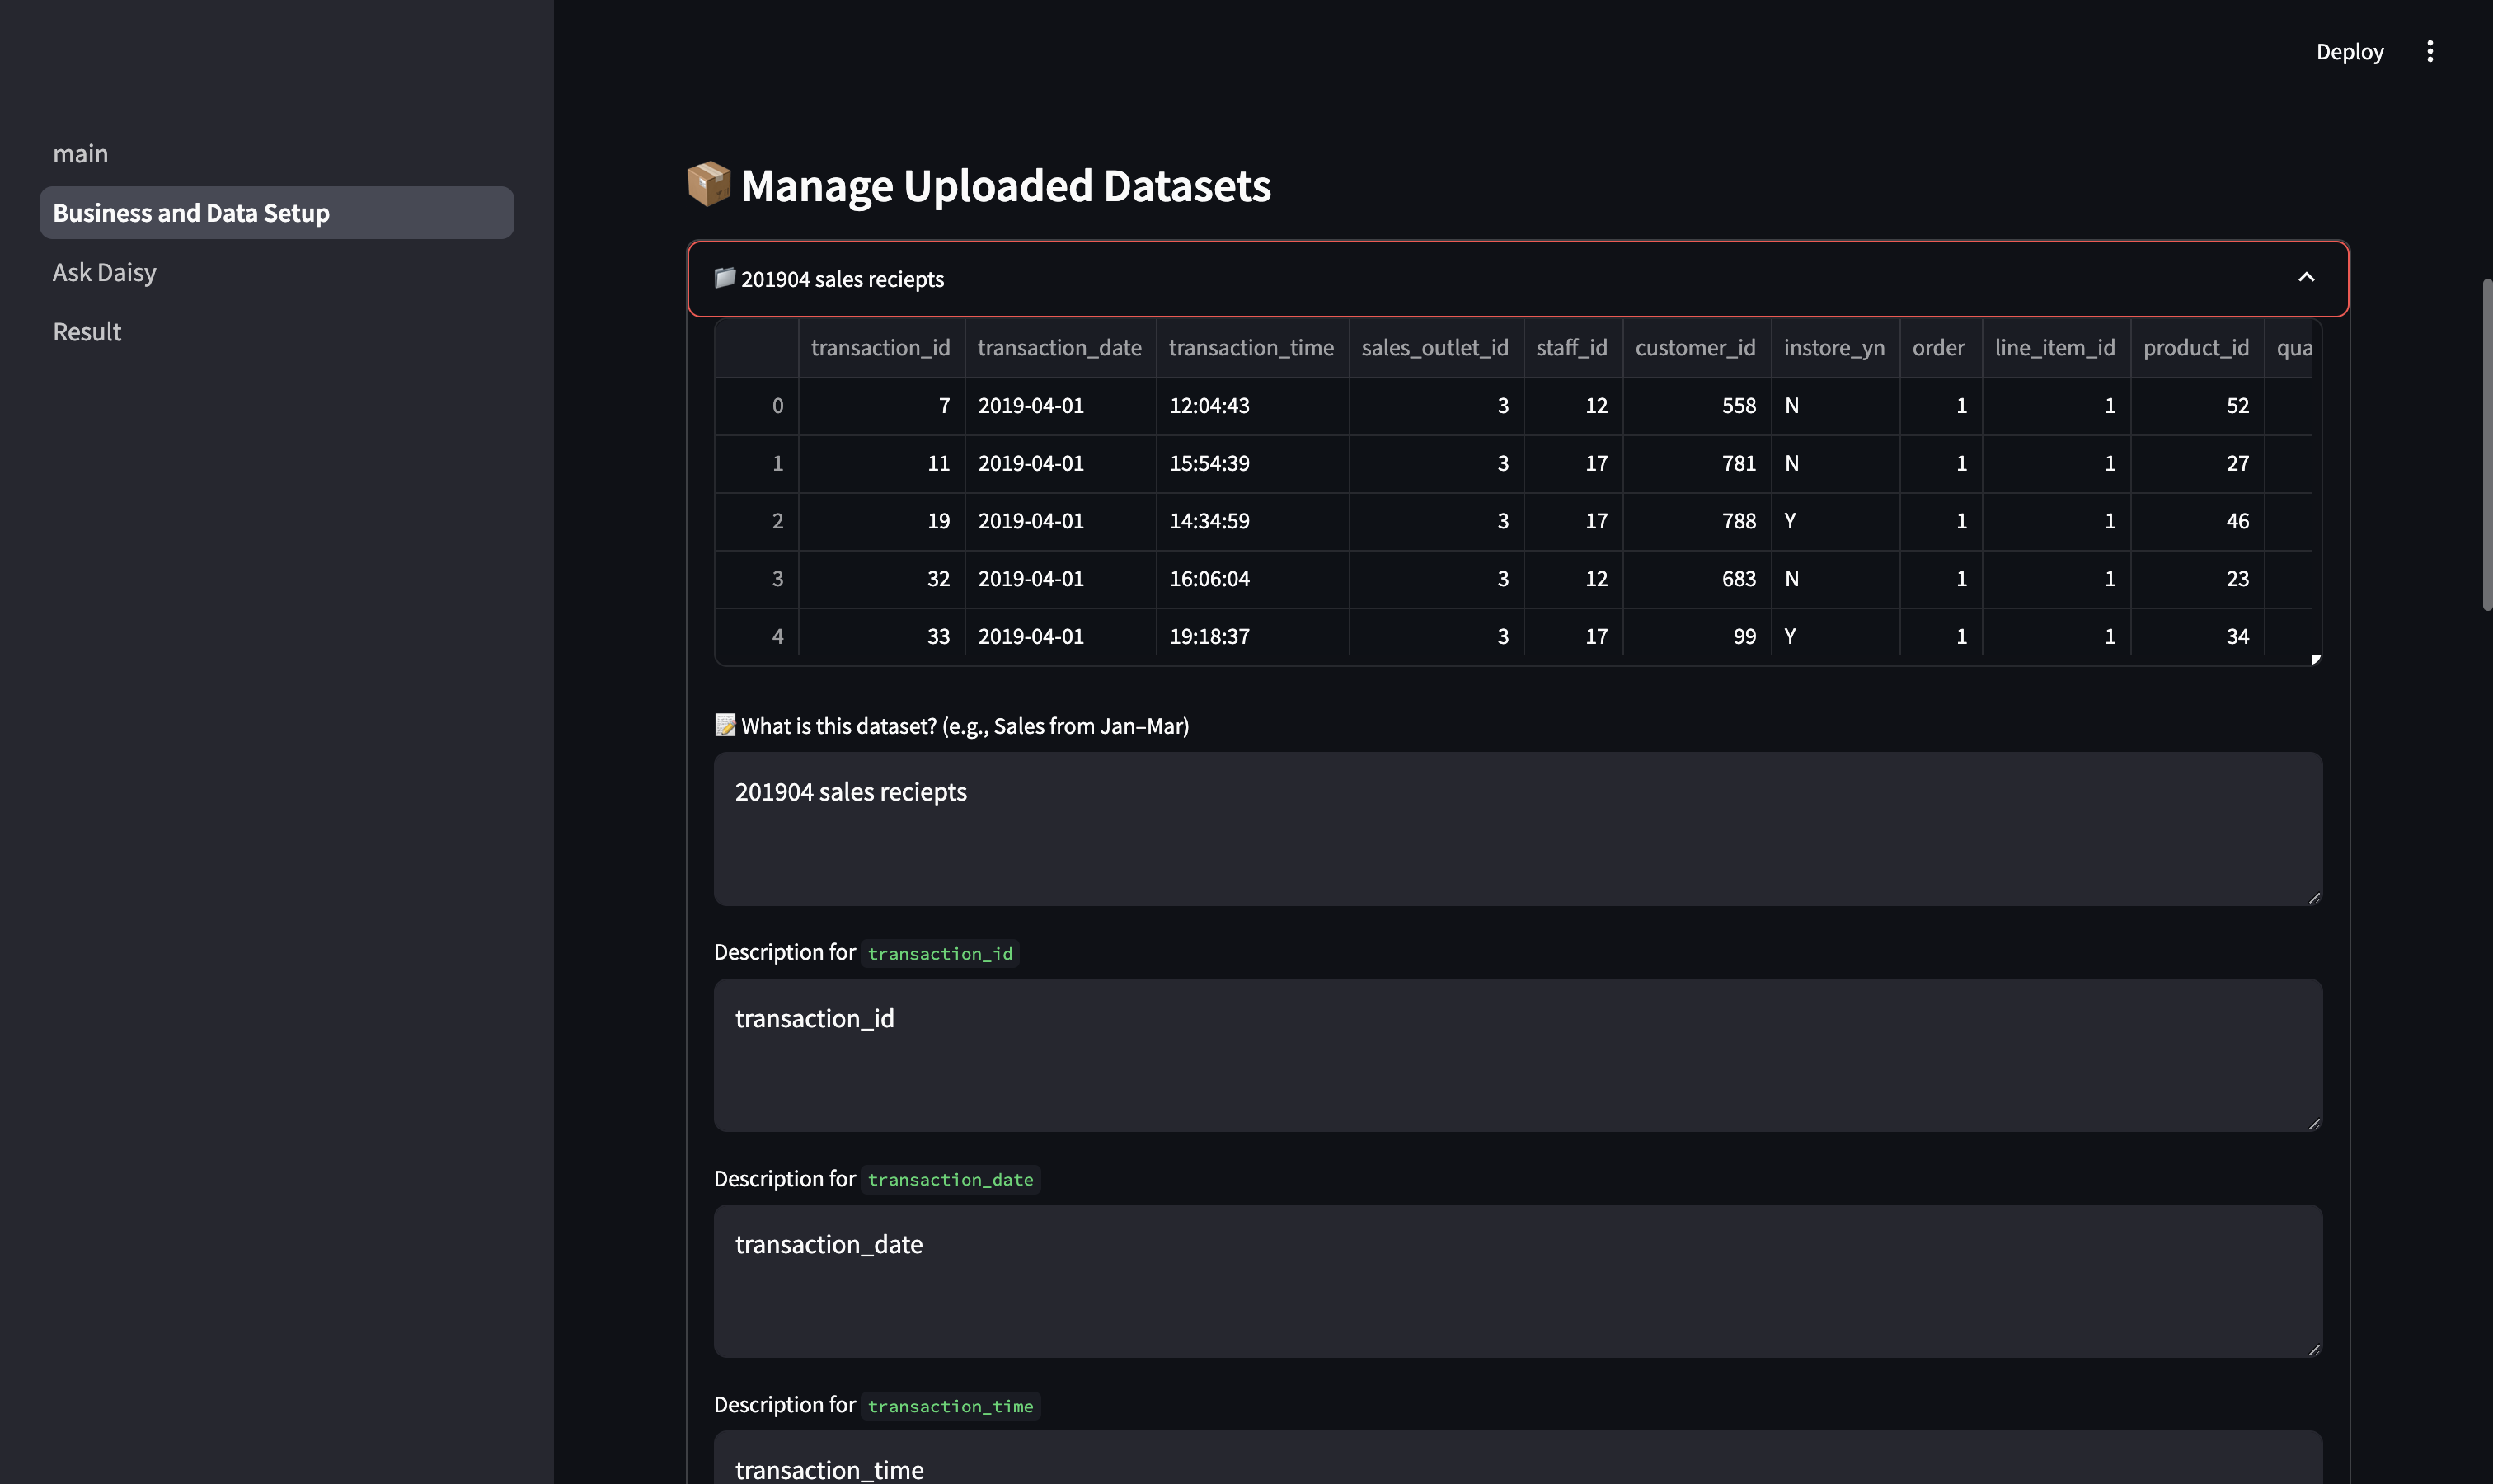 Deploy
main
Business and Data Setup
Ask Daisy
Result
Manage Uploaded Datasets
201904 sales reciepts
transaction_id transaction_date transaction_time sales_outlet_id staff_id customer_id instore_yn order line_item_id product_id qua
0 7 2019-04-01 12:04:43 3 12 558 N 1 1 52
1 11 2019-04-01 15:54:39 3 17 781 N 1 1 27
2 19 2019-04-01 14:34:59 3 17 788 Y 1 1 46
3 32 2019-04-01 16:06:04 3 12 683 N 1 1 23
4 33 2019-04-01 19:18:37 3 17 99 Y 1 1 34
What is this dataset? (e.g., Sales from Jan–Mar)
201904 sales reciepts
Description for transaction_id
transaction_id
Description for transaction_date
transaction_date
Description for transaction_time
transaction_time